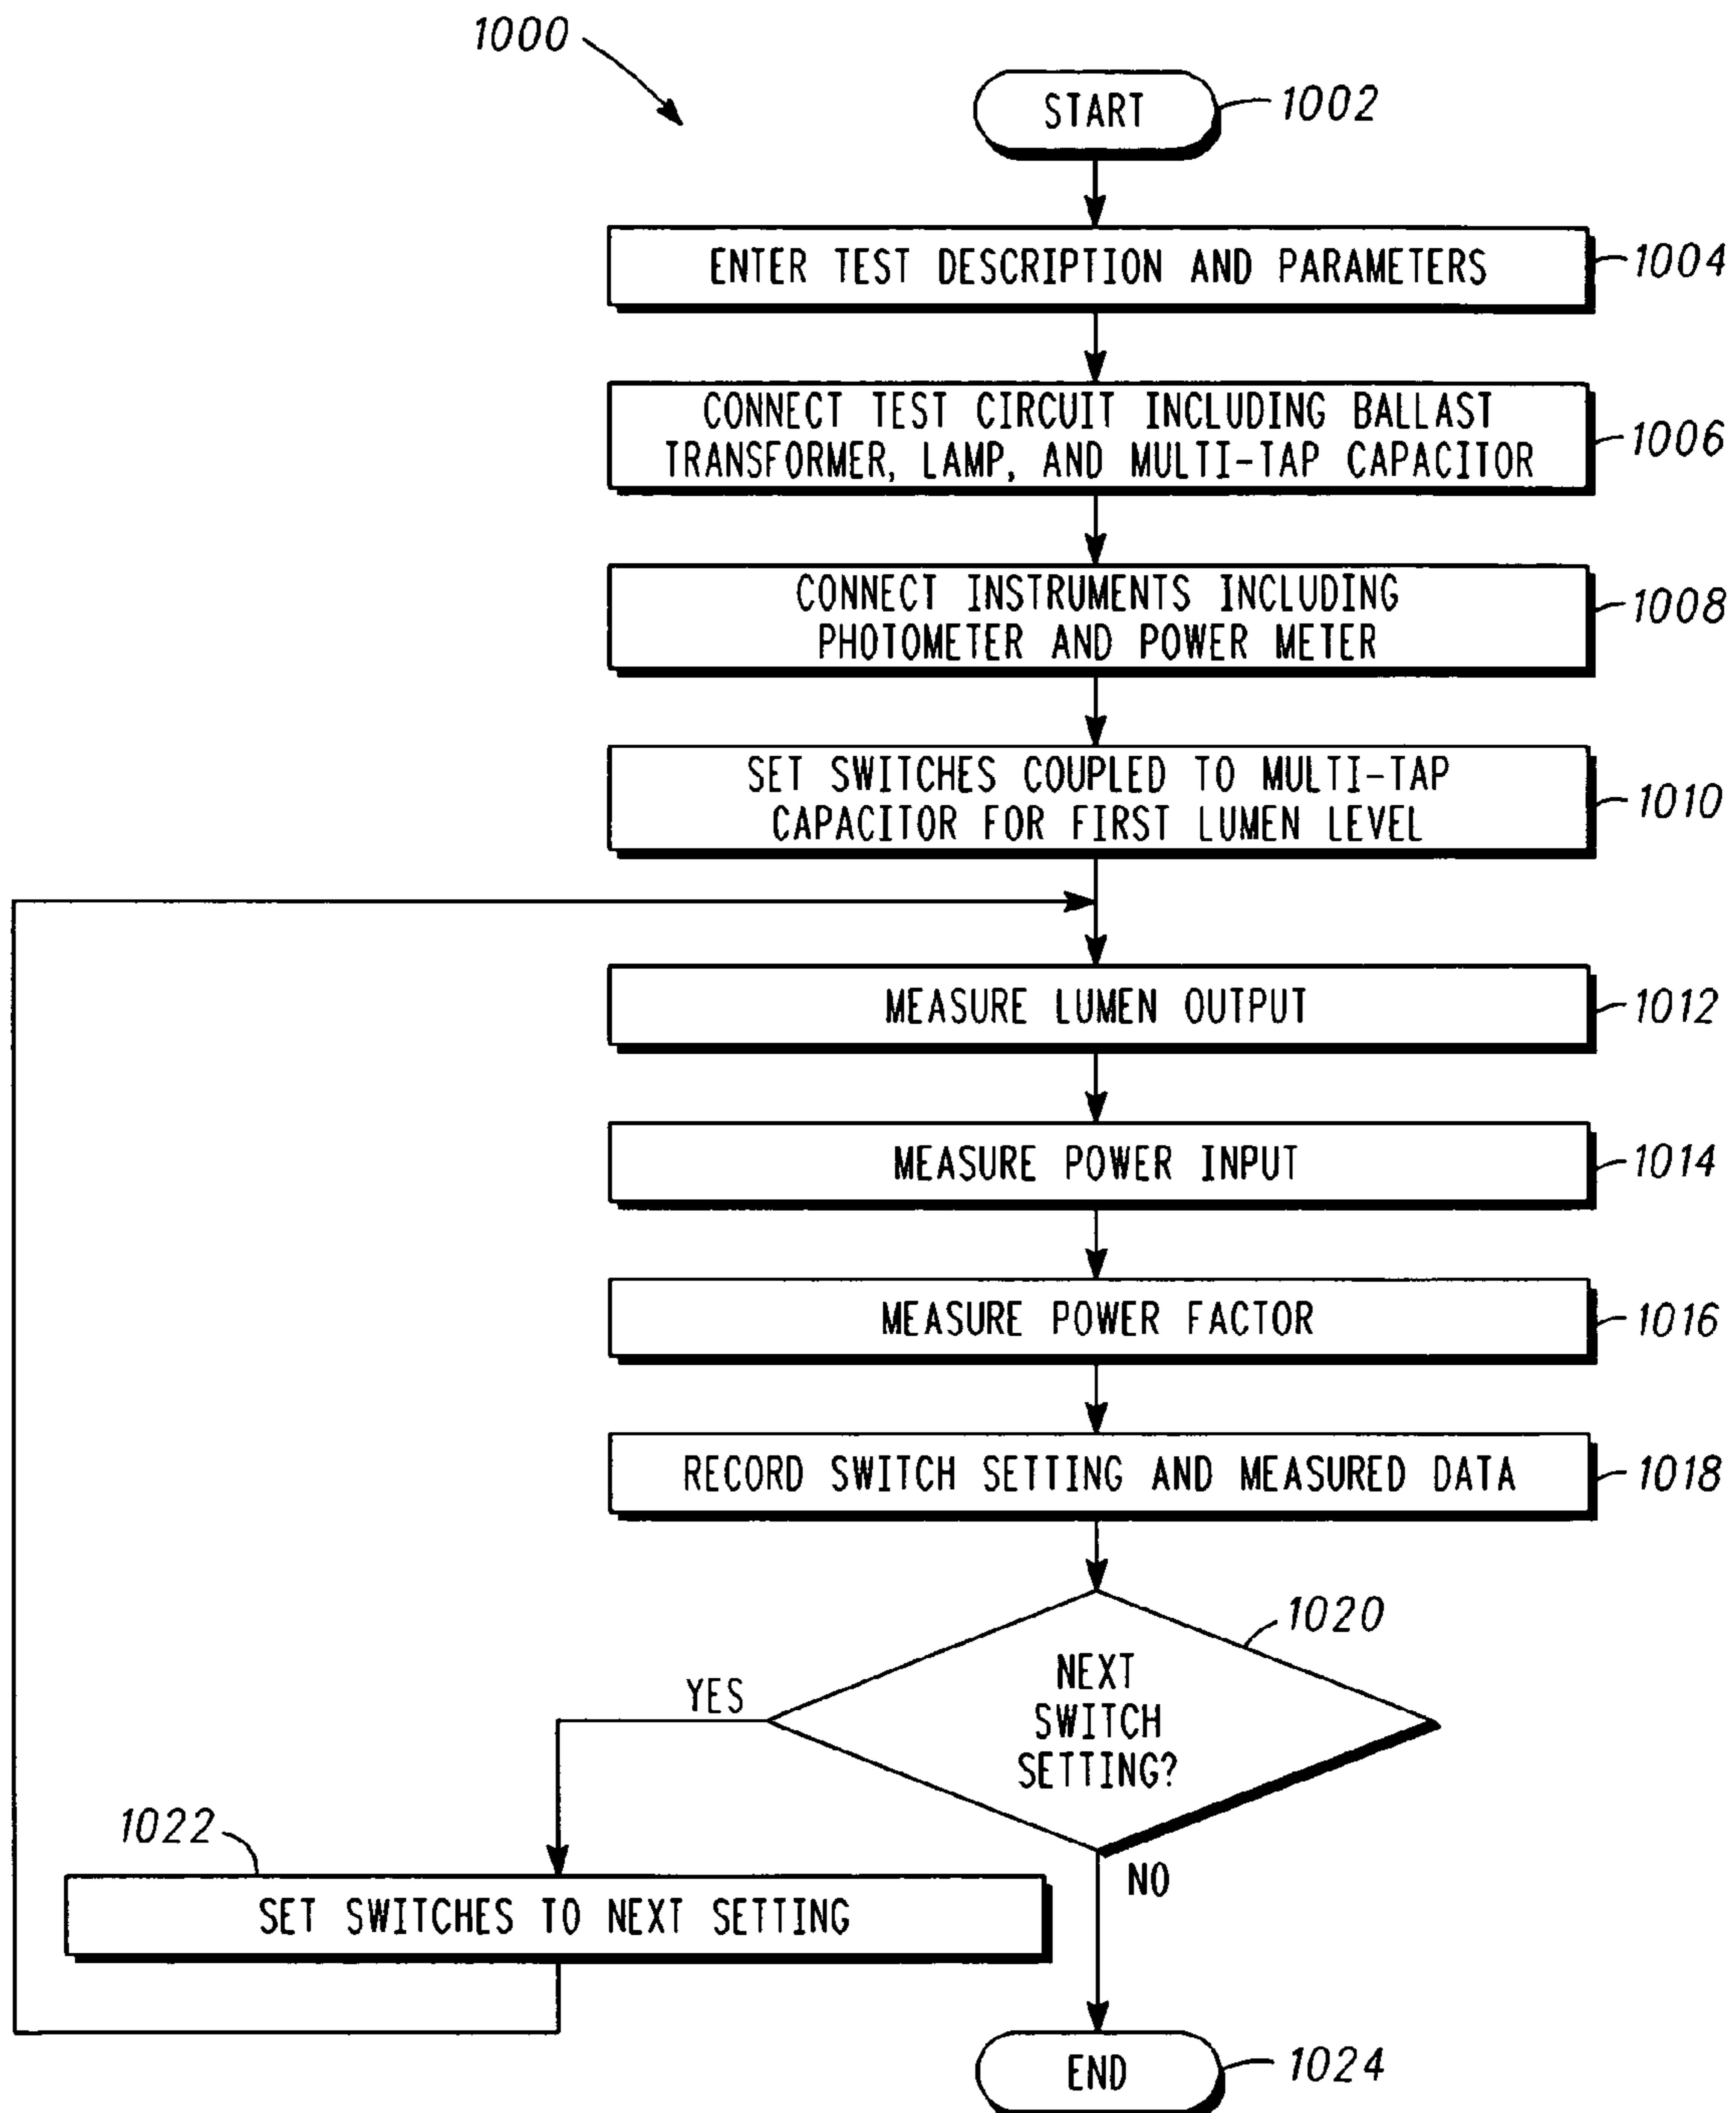 1000
START
1002
ENTER TEST DESCRIPTION AND PARAMETERS
1004
CONNECT TEST CIRCUIT INCLUDING BALLAST
TRANSFORMER, LAMP, AND MULTI-TAP CAPACITOR
1006
CONNECT INSTRUMENTS INCLUDING
PHOTOMETER AND POWER METER
1008
SET SWITCHES COUPLED TO MULTI-TAP
CAPACITOR FOR FIRST LUMEN LEVEL
1010
MEASURE LUMEN OUTPUT
1012
MEASURE POWER INPUT
1014
MEASURE POWER FACTOR
1016
RECORD SWITCH SETTING AND MEASURED DATA
1018
1020
NEXT
SWITCH
SETTING?
YES
NO
1022
SET SWITCHES TO NEXT SETTING
END
1024